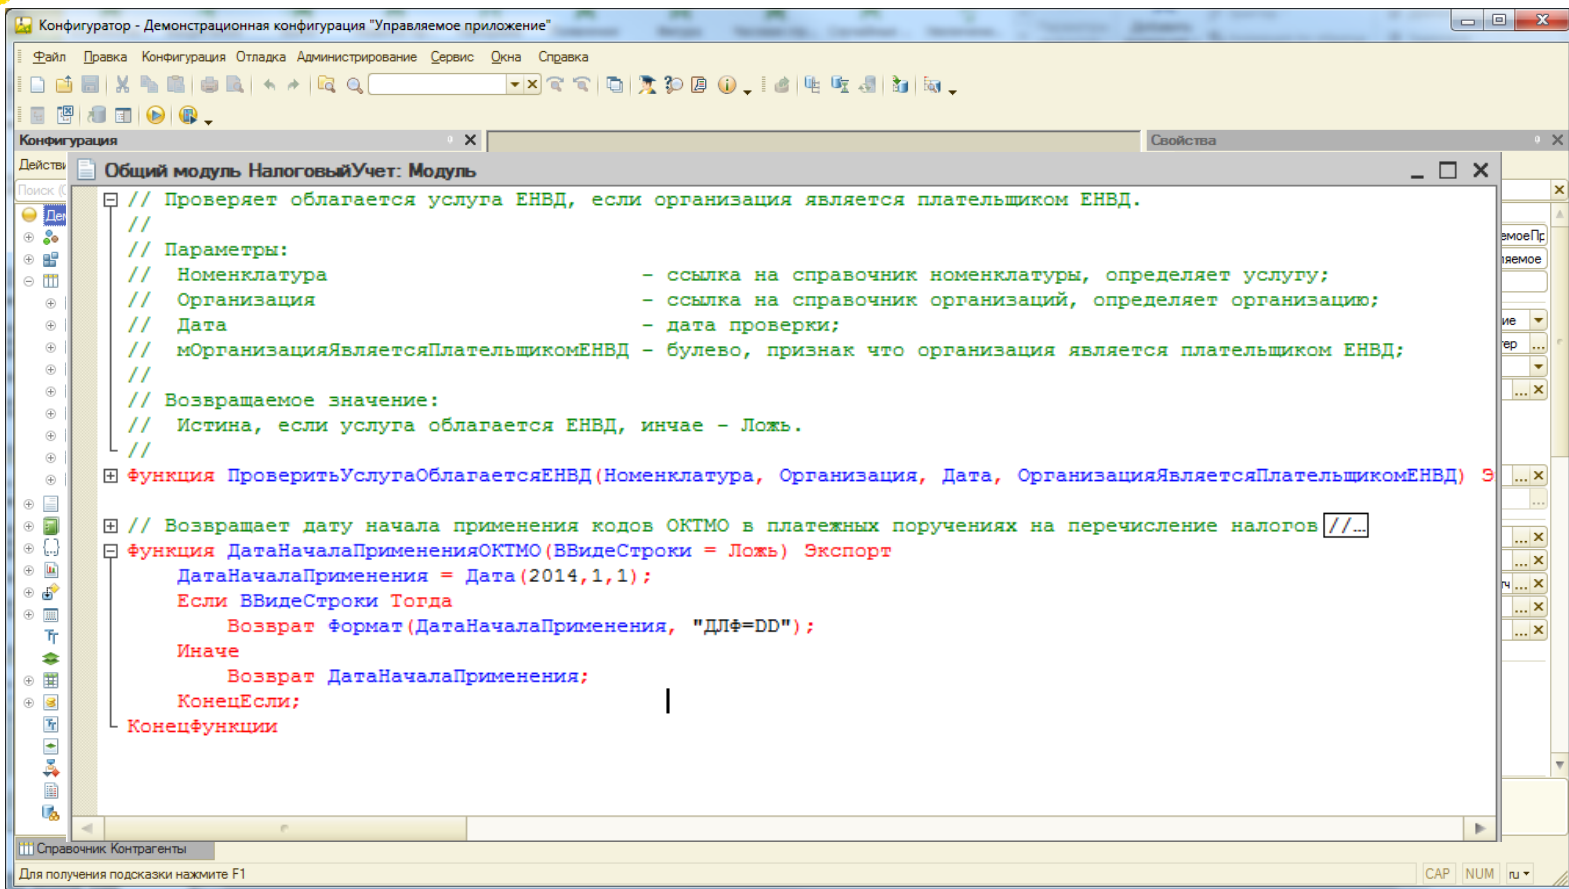 Конфигуратор - Демонстрационная конфигурация "Управляемое приложение"
Файл Правка Конфигурация Отладка Администрирование Сервис Окна Справка
Конфигурация
Свойства
Действи
Общий модуль НалоговыйУчет: Модуль
Поиск (С
// Проверяет облагается услуга ЕНВД, если организация является плательщиком ЕНВД.
Дем
//
// Параметры:
//  Номенклатура – ссылка на справочник номенклатуры, определяет услугу;
//  Организация – ссылка на справочник организаций, определяет организацию;
//  Дата – дата проверки;
//  мОрганизацияЯвляетсяПлательщикомЕНВД – булево, признак что организация является плательщиком ЕНВД;
//
// Возвращаемое значение:
//  Истина, если услуга облагается ЕНВД, инчае – Ложь.
//
Функция ПроверитьУслугаОблагаетсяЕНВД(Номенклатура, Организация, Дата, ОрганизацияЯвляетсяПлательщикомЕНВД) Э
// Возвращает дату начала применения кодов ОКТМО в платежных поручениях на перечисление налогов //...
Функция ДатаНачалаПримененияОКТМО(ВВидеСтроки = Ложь) Экспорт
ДатаНачалаПрименения = Дата(2014,1,1);
Если ВВидеСтроки Тогда
Возврат Формат(ДатаНачалаПрименения, "ДЛФ=DD");
Иначе
Возврат ДатаНачалаПрименения;
КонецЕсли;
КонецФункции
емоеПр
ляемое
ие
тер
Справочник Контрагенты
Для получения подсказки нажмите F1
CAP NUM ru